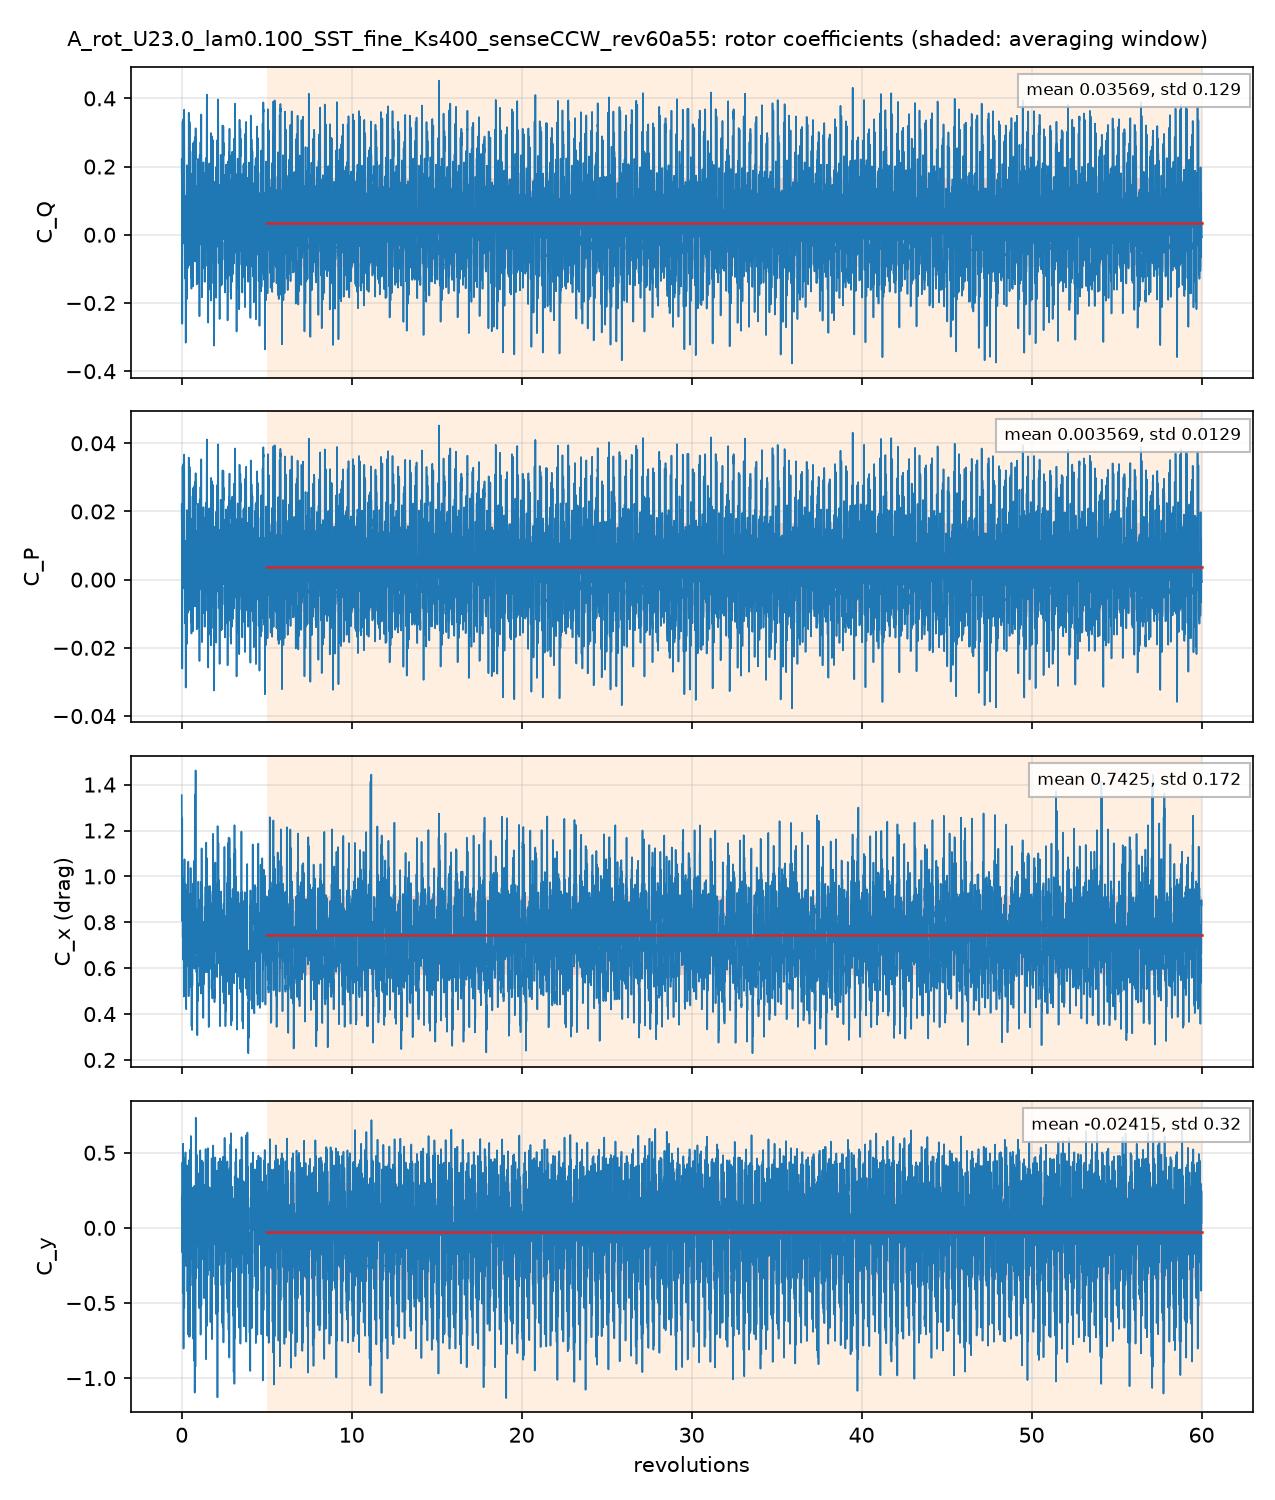 A_rot_U23.0_lam0.100_SST_fine_Ks400_senseCCW_rev60a55: rotor coefficients (shaded: averaging window)
mean 0.03569, std 0.129
0.4
0.2
0.0
−0.2
−0.4
C_Q
mean 0.003569, std 0.0129
0.04
0.02
0.00
−0.02
−0.04
C_P
mean 0.7425, std 0.172
1.4
1.2
1.0
0.8
0.6
0.4
0.2
C_x (drag)
mean -0.02415, std 0.32
0.5
0.0
−0.5
−1.0
C_y
0 10 20 30 40 50 60
revolutions